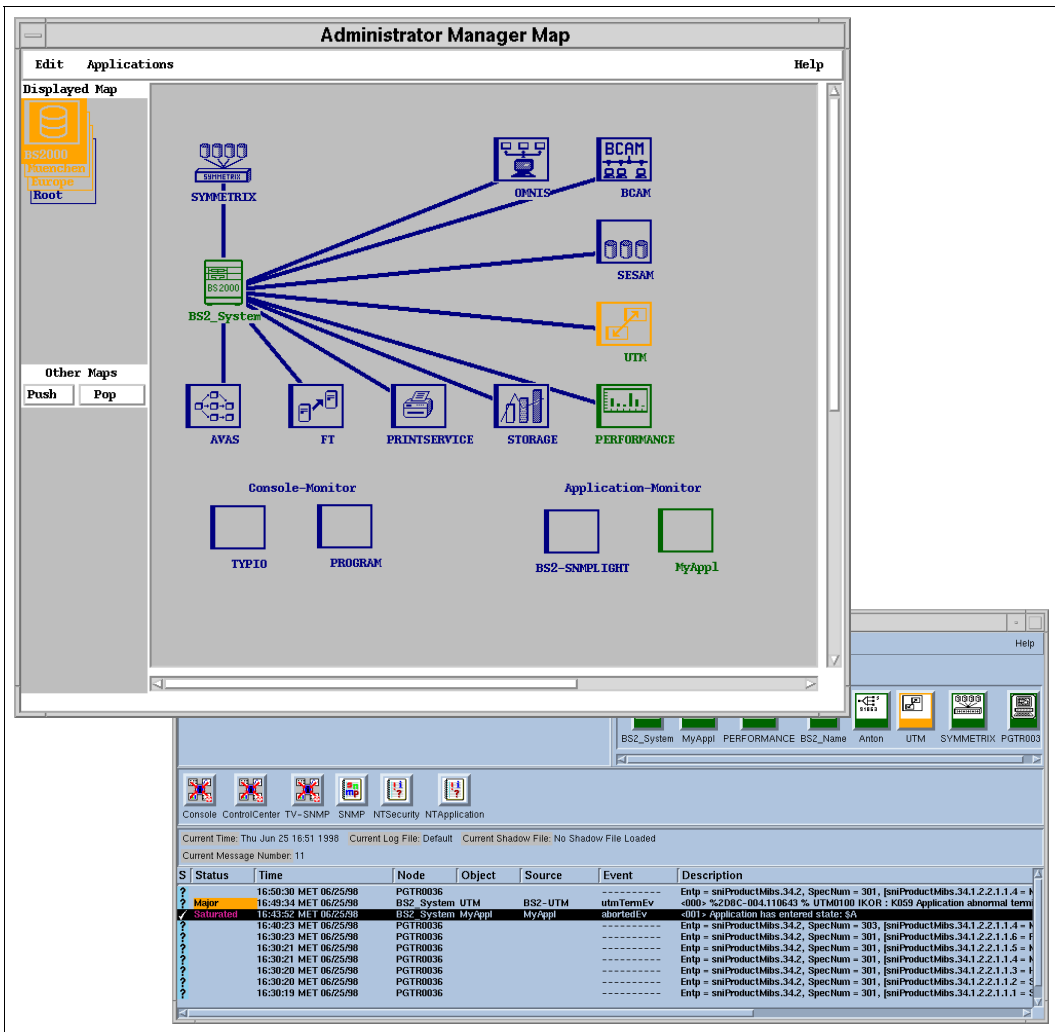 Administrator Manager Map
Edit Applications Help
Displayed Map
BS2000
Muenchen
Europe
Root
SYMMETRIX
SYMMETRIX
OMNIS
BCAM
BCAM
SESAM
BS2000
BS2_System
UTM
Other Maps
Push Pop
AVAS FT PRINTSERVICE STORAGE PERFORMANCE
Console-Monitor Application-Monitor
TYPIO PROGRAM BS2-SNMPLIGHT MyAppl
Help
BS2_System MyAppl PERFORMANCE BS2_Name Anton UTM SYMMETRIX PGTR003
Console ControlCenter TV-SNMP SNMP NTSecurity NTApplication
Current Time: Thu Jun 25 16:51 1998 Current Log File: Default Current Shadow File: No Shadow File Loaded
Current Message Number: 11
S Status Time Node Object Source Event Description
? 16:50:30 MET 06/25/98 PGTR0036 ---------- Entp = sniProductMibs.34.2, SpecNum = 301, [sniProductMibs.34.1.2.2.1.1.4 =
? Major 16:49:34 MET 06/25/98 BS2_System UTM BS2-UTM utmTermEv <000> %2D8C-004.110643 % UTM0100 IKOR : K059 Application abnormal termi
✓ Saturated 16:43:52 MET 06/25/98 BS2_System MyAppl MyAppl abortedEv <001> Application has entered state: $A
? 16:40:23 MET 06/25/98 PGTR0036 ---------- Entp = sniProductMibs.34.2, SpecNum = 303, [sniProductMibs.34.1.2.2.1.1.4 =
? 16:30:23 MET 06/25/98 PGTR0036 ---------- Entp = sniProductMibs.34.2, SpecNum = 301, [sniProductMibs.34.1.2.2.1.1.6 =
? 16:30:21 MET 06/25/98 PGTR0036 ---------- Entp = sniProductMibs.34.2, SpecNum = 301, [sniProductMibs.34.1.2.2.1.1.5 =
? 16:30:21 MET 06/25/98 PGTR0036 ---------- Entp = sniProductMibs.34.2, SpecNum = 301, [sniProductMibs.34.1.2.2.1.1.4 =
? 16:30:20 MET 06/25/98 PGTR0036 ---------- Entp = sniProductMibs.34.2, SpecNum = 301, [sniProductMibs.34.1.2.2.1.1.3 =
? 16:30:20 MET 06/25/98 PGTR0036 ---------- Entp = sniProductMibs.34.2, SpecNum = 301, [sniProductMibs.34.1.2.2.1.1.2 =
? 16:30:19 MET 06/25/98 PGTR0036 ---------- Entp = sniProductMibs.34.2, SpecNum = 301, [sniProductMibs.34.1.2.2.1.1.1 =